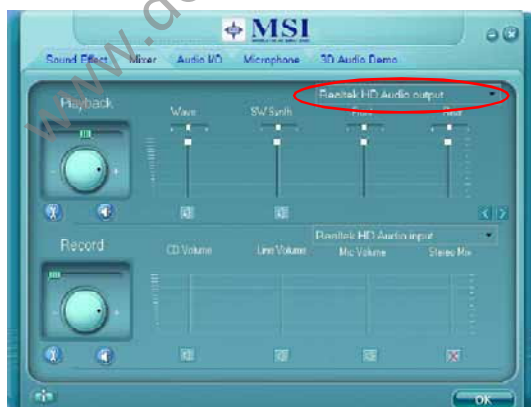 MSI
Sound Effect Mixer Audio I/O Microphone 3D Audio Demo
Realtek HD Audio output
Playback
Wave SW Synth Front Rear
Realtek HD Audio input
Record
CD Volume Line Volume Mic Volume Stereo Mix
OK